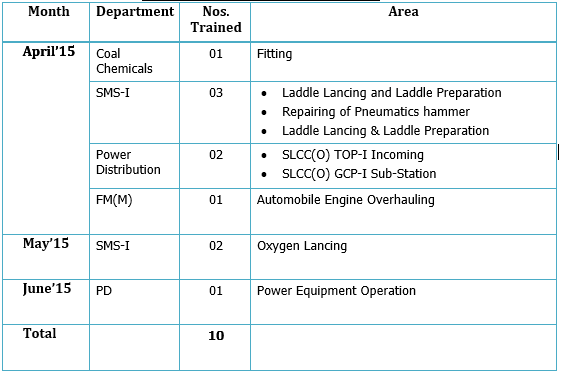 Month Department Nos. Trained Area
April'15 Coal Chemicals 01 Fitting
SMS-I 03
• Laddle Lancing and Laddle Preparation
• Repairing of Pneumatics hammer
• Laddle Lancing & Laddle Preparation
Power Distribution 02
• SLCC(O) TOP-I Incoming
• SLCC(O) GCP-I Sub-Station
FM(M) 01 Automobile Engine Overhauling
May'15 SMS-I 02 Oxygen Lancing
June'15 PD 01 Power Equipment Operation
Total 10